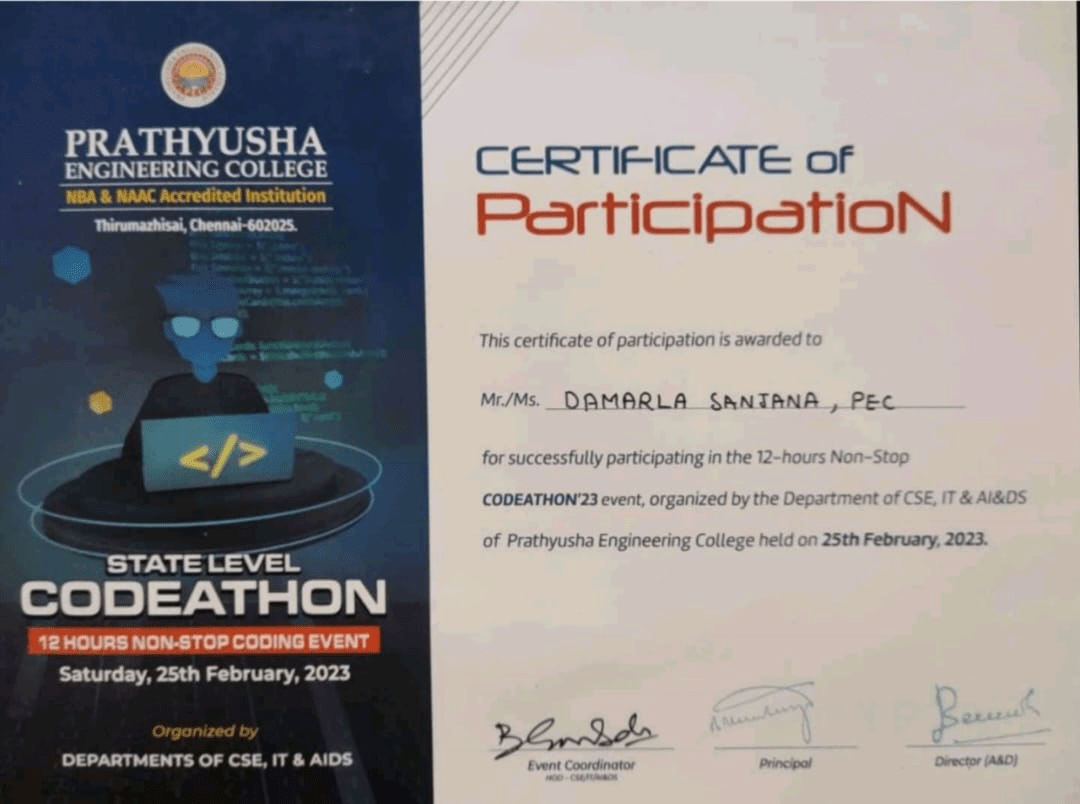 PRATHYUSHA
ENGINEERING COLLEGE
NBA & NAAC Accredited Institution
Thirumazhisai, Chennai-602025.
</>
STATE LEVEL
CODEATHON
12 HOURS NON-STOP CODING EVENT
Saturday, 25th February, 2023
Organized by
DEPARTMENTS OF CSE, IT & AIDS
CERTIFICATE of
ParticipatioN
This certificate of participation is awarded to
Mr./Ms. DAMARLA SANJANA, PEC
for successfully participating in the 12-hours Non-Stop
CODEATHON'23 event, organized by the Department of CSE, IT & AI&DS
of Prathyusha Engineering College held on 25th February, 2023.
Event Coordinator
Principal
Director (A&D)